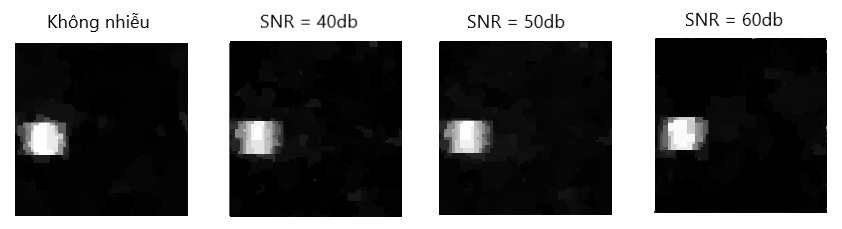 Không nhiễu
SNR = 40db
SNR = 50db
SNR = 60db